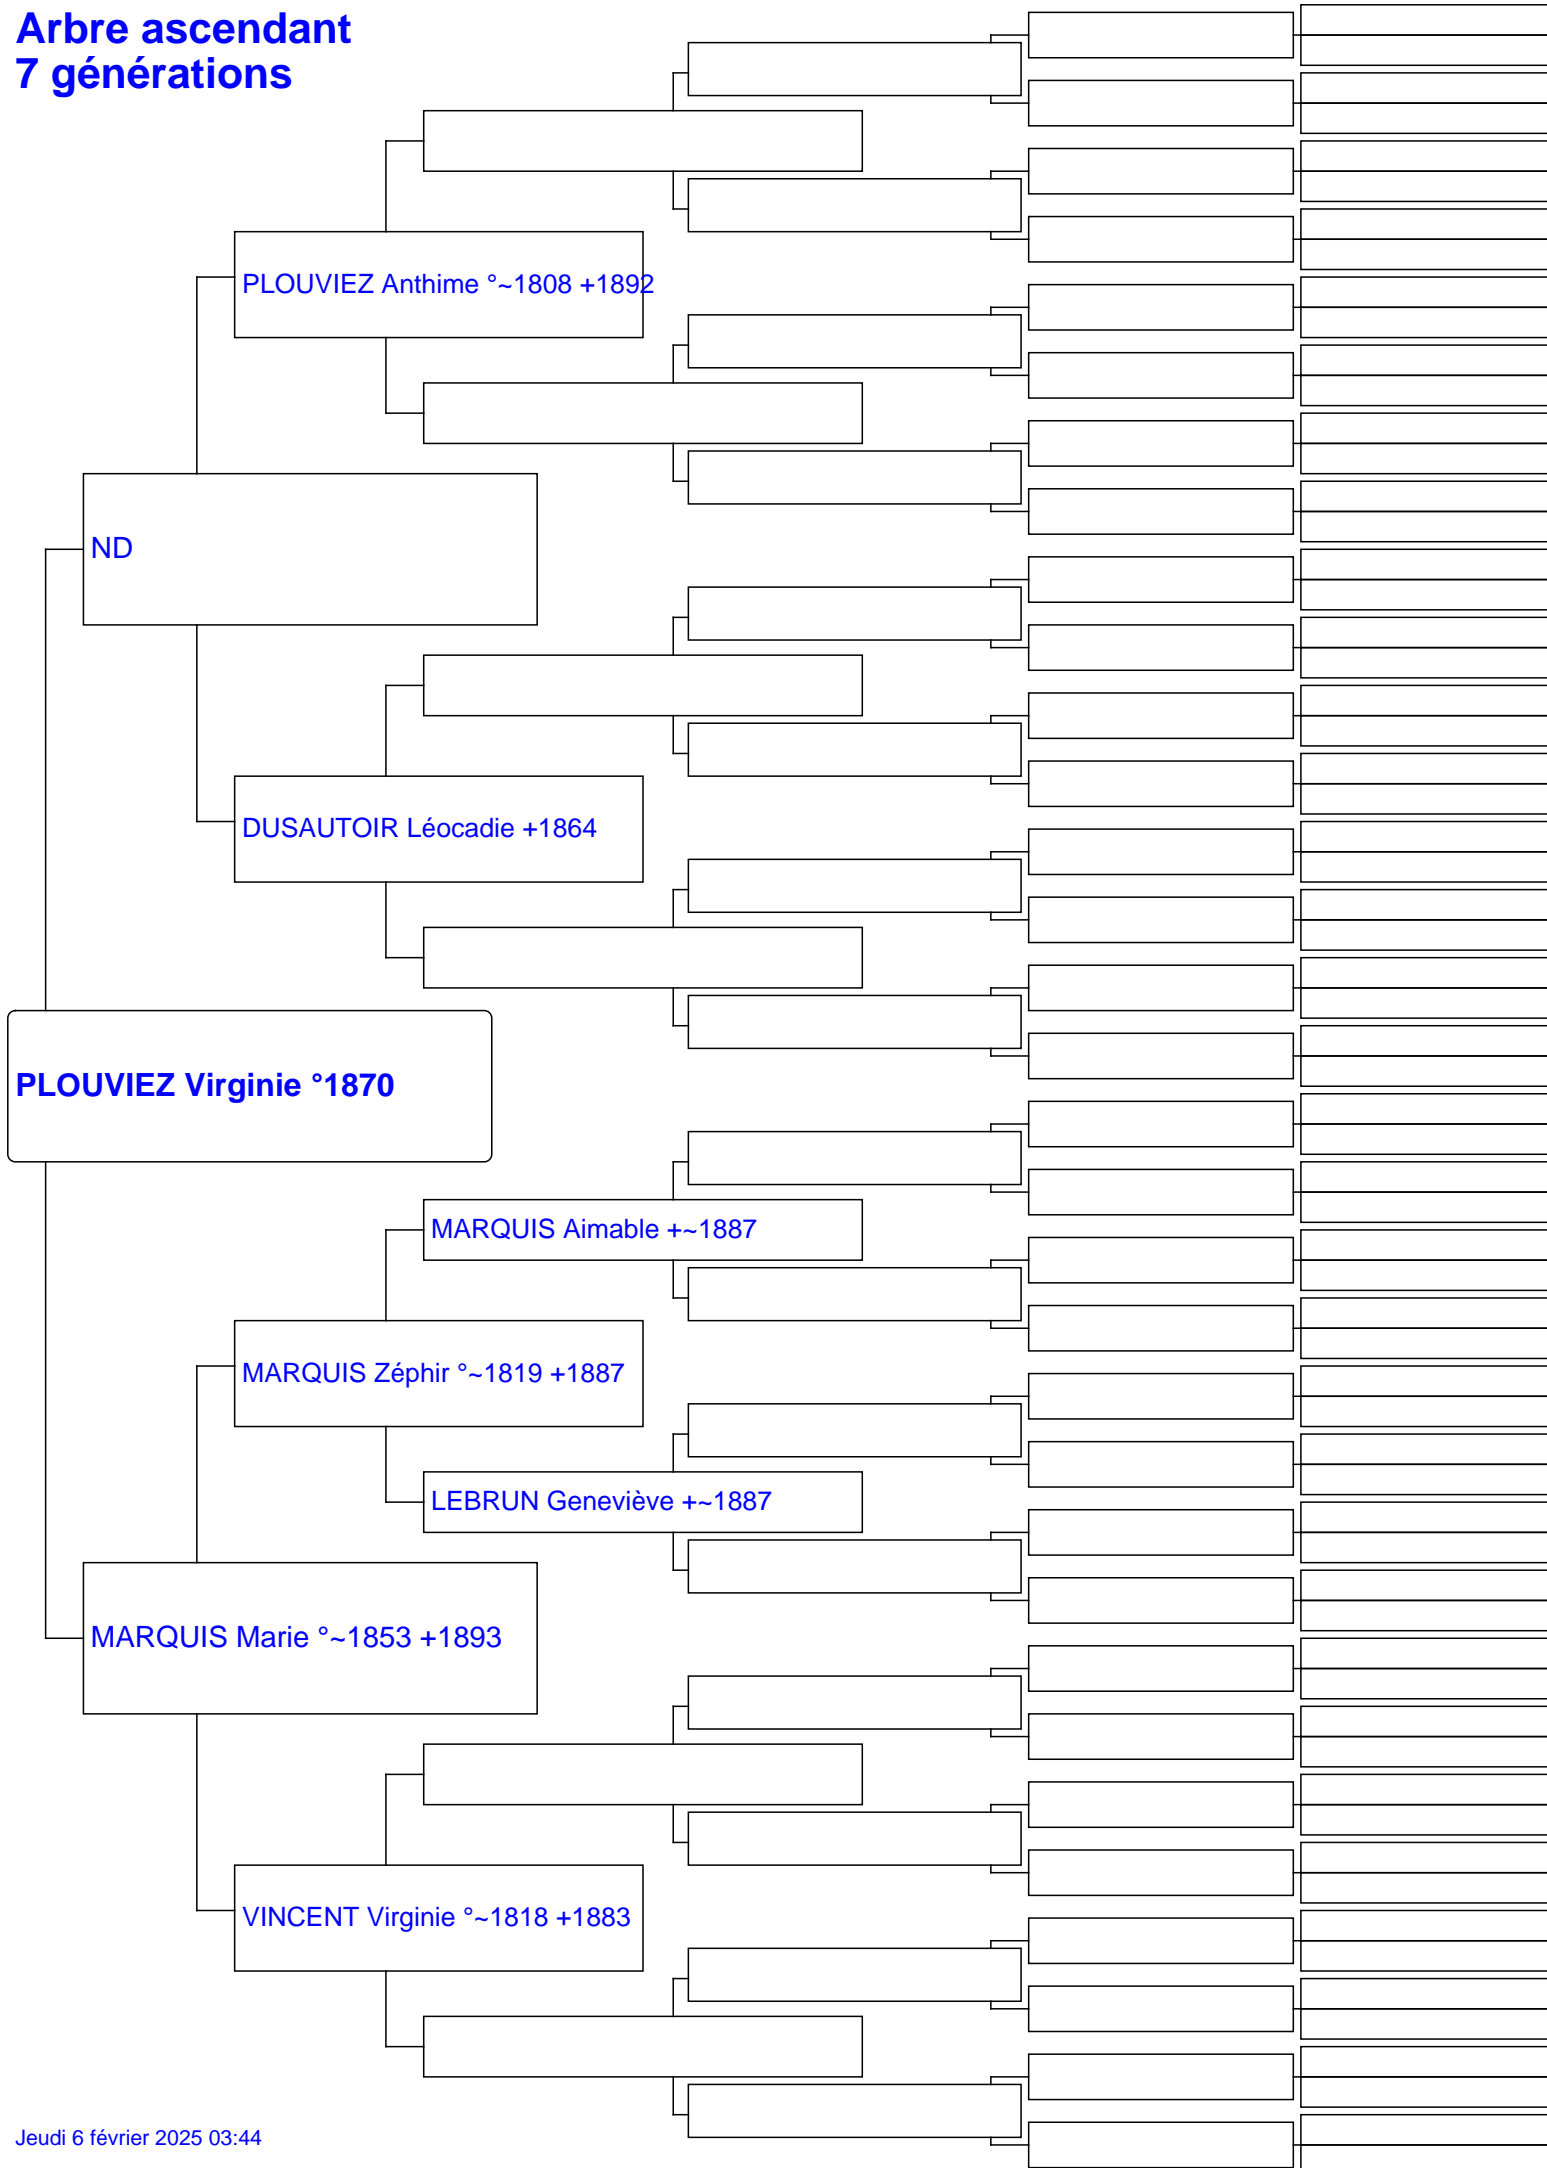 Arbre ascendant
7 générations
PLOUVIEZ Anthime °~1808 +1892
ND
DUSAUTOIR Léocadie +1864
PLOUVIEZ Virginie °1870
MARQUIS Aimable +~1887
MARQUIS Zéphir °~1819 +1887
LEBRUN Geneviève +~1887
MARQUIS Marie °~1853 +1893
VINCENT Virginie °~1818 +1883
Jeudi 6 février 2025 03:44